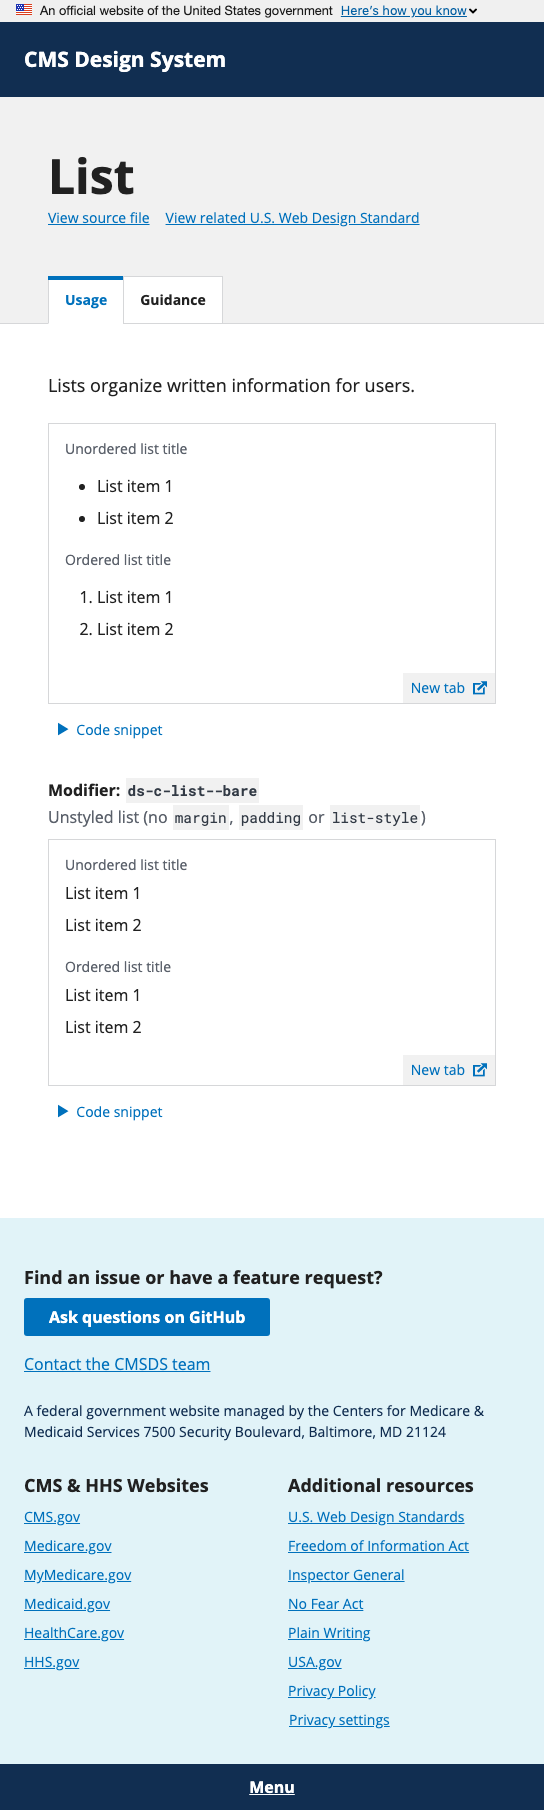 An official website of the United States government Here's how you know
CMS Design System
List
View source file View related U.S. Web Design Standard
Usage Guidance
Lists organize written information for users.
Unordered list title
• List item 1
• List item 2
Ordered list title
1. List item 1
2. List item 2
New tab
Code snippet
Modifier: ds-c-list--bare
Unstyled list (no margin, padding or list-style)
Unordered list title
List item 1
List item 2
Ordered list title
List item 1
List item 2
New tab
Code snippet
Find an issue or have a feature request?
Ask questions on GitHub
Contact the CMSDS team
A federal government website managed by the Centers for Medicare &
Medicaid Services 7500 Security Boulevard, Baltimore, MD 21124
CMS & HHS Websites
CMS.gov
Medicare.gov
MyMedicare.gov
Medicaid.gov
HealthCare.gov
HHS.gov
Additional resources
U.S. Web Design Standards
Freedom of Information Act
Inspector General
No Fear Act
Plain Writing
USA.gov
Privacy Policy
Privacy settings
Menu